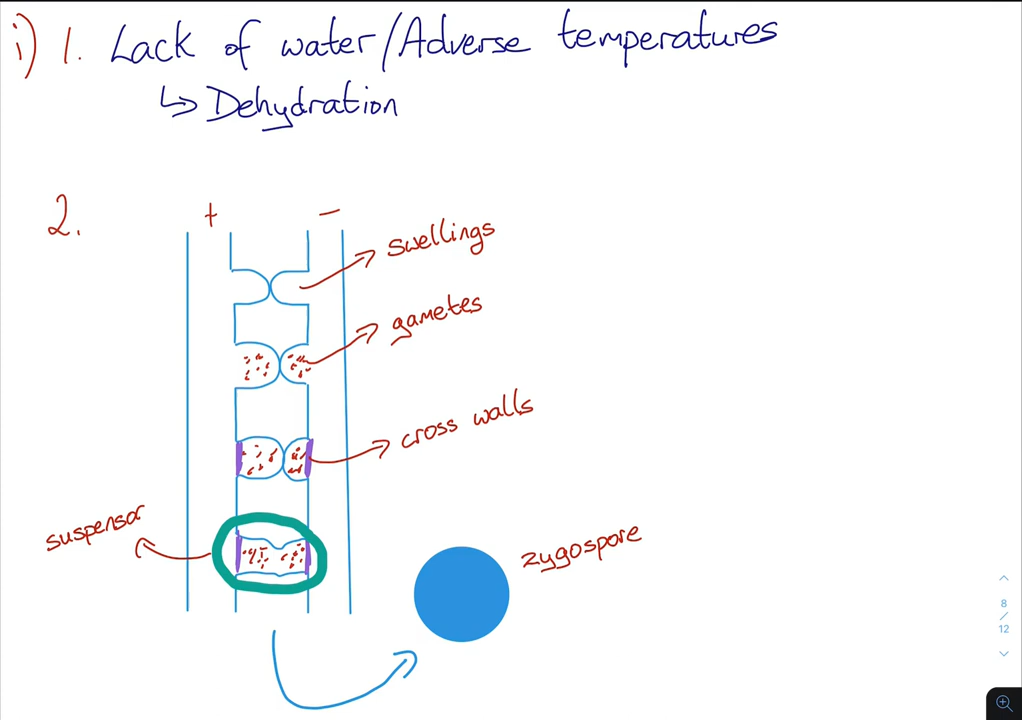 i) 1. Lack of water/Adverse temperatures
↳ Dehydration
2.
+ −
swellings
gametes
cross walls
suspensor
zygospore
8
/
12